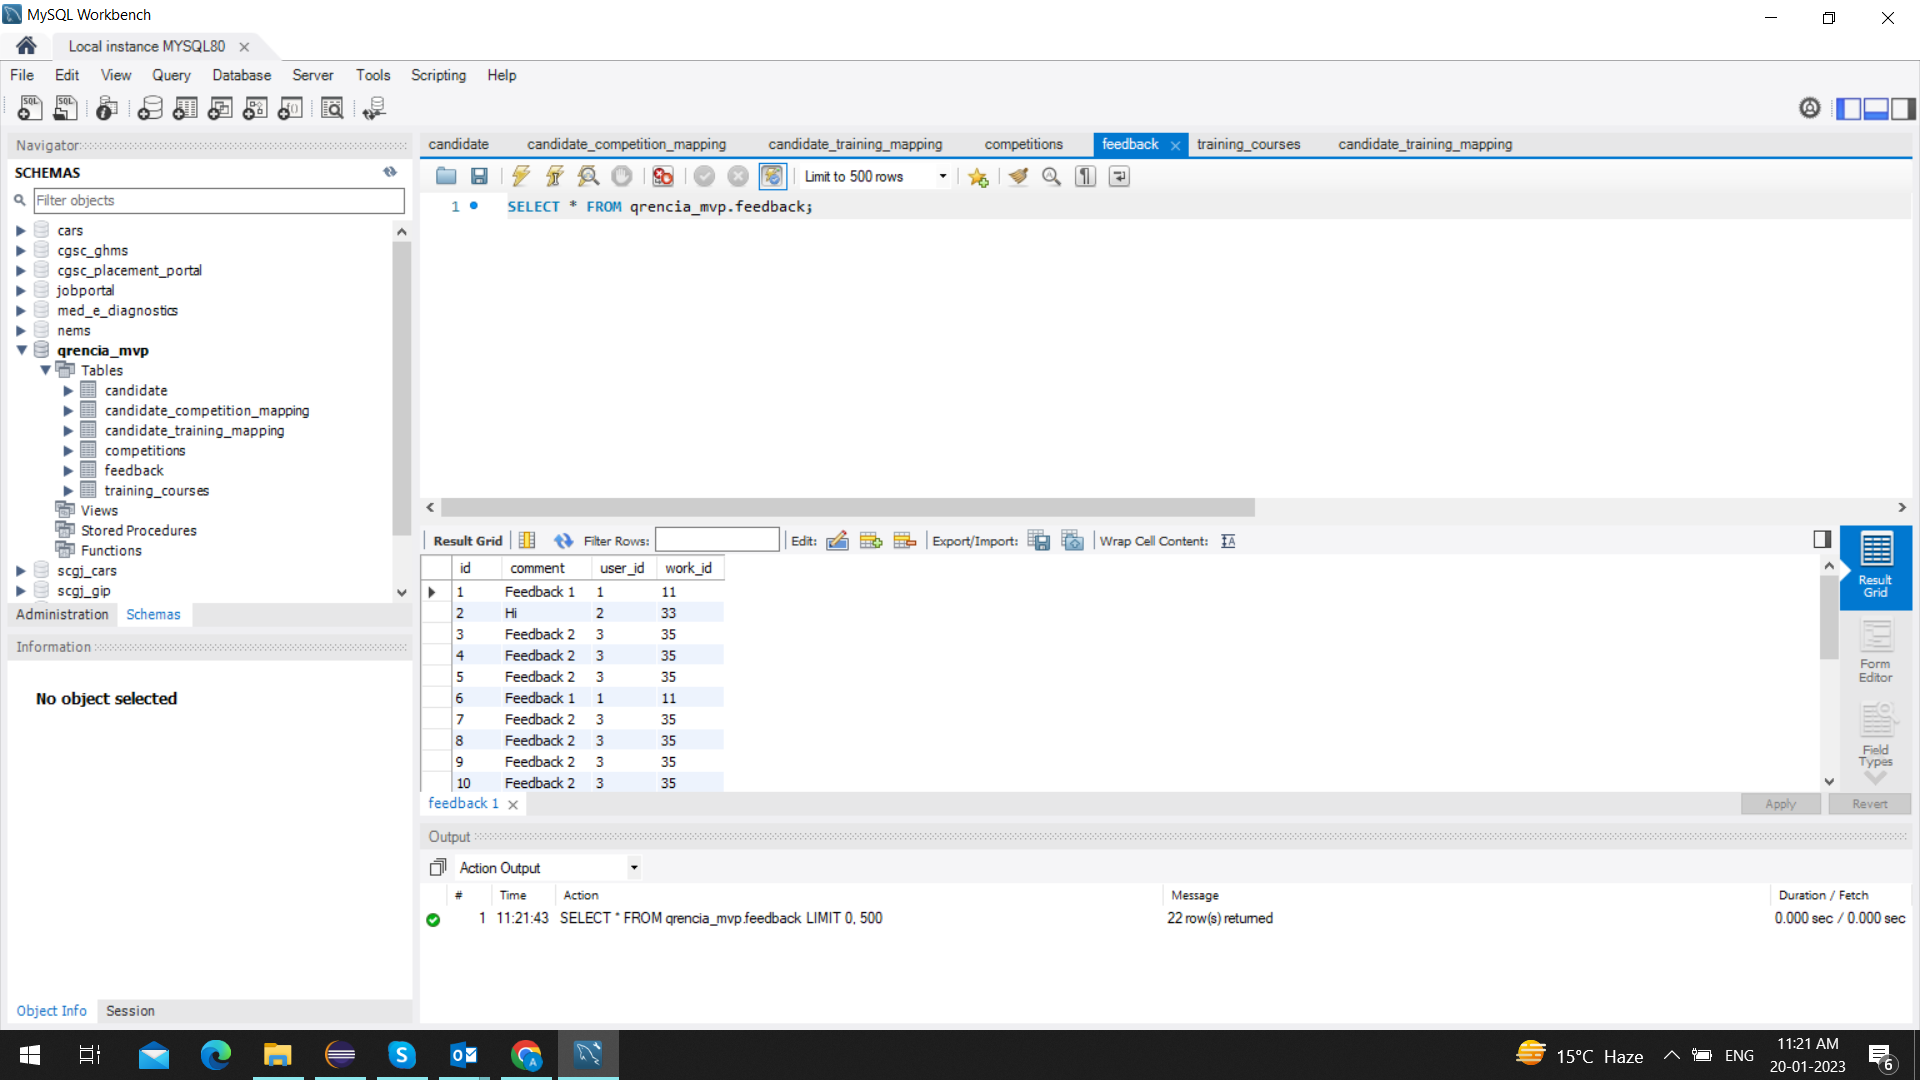 MySQL Workbench
Local instance MYSQL80
File Edit View Query Database Server Tools Scripting Help
Navigator
SCHEMAS
Filter objects
cars
cgsc_ghms
cgsc_placement_portal
jobportal
med_e_diagnostics
nems
qrencia_mvp
Tables
candidate
candidate_competition_mapping
candidate_training_mapping
competitions
feedback
training_courses
Views
Stored Procedures
Functions
scgj_cars
scgj_gip
Administration Schemas
Information
No object selected
Object Info Session
candidate candidate_competition_mapping candidate_training_mapping competitions feedback training_courses candidate_training_mapping
Limit to 500 rows
1 SELECT * FROM qrencia_mvp.feedback;
Result Grid Filter Rows: Edit: Export/Import: Wrap Cell Content:
id comment user_id work_id
1 Feedback 1 1 11
2 Hi 2 33
3 Feedback 2 3 35
4 Feedback 2 3 35
5 Feedback 2 3 35
6 Feedback 1 1 11
7 Feedback 2 3 35
8 Feedback 2 3 35
9 Feedback 2 3 35
10 Feedback 2 3 35
Result
Grid
Form
Editor
Field
Types
feedback 1
Apply Revert
Output
Action Output
# Time Action Message Duration / Fetch
1 11:21:43 SELECT * FROM qrencia_mvp.feedback LIMIT 0, 500 22 row(s) returned 0.000 sec / 0.000 sec
15°C Haze ENG
11:21 AM
20-01-2023
6